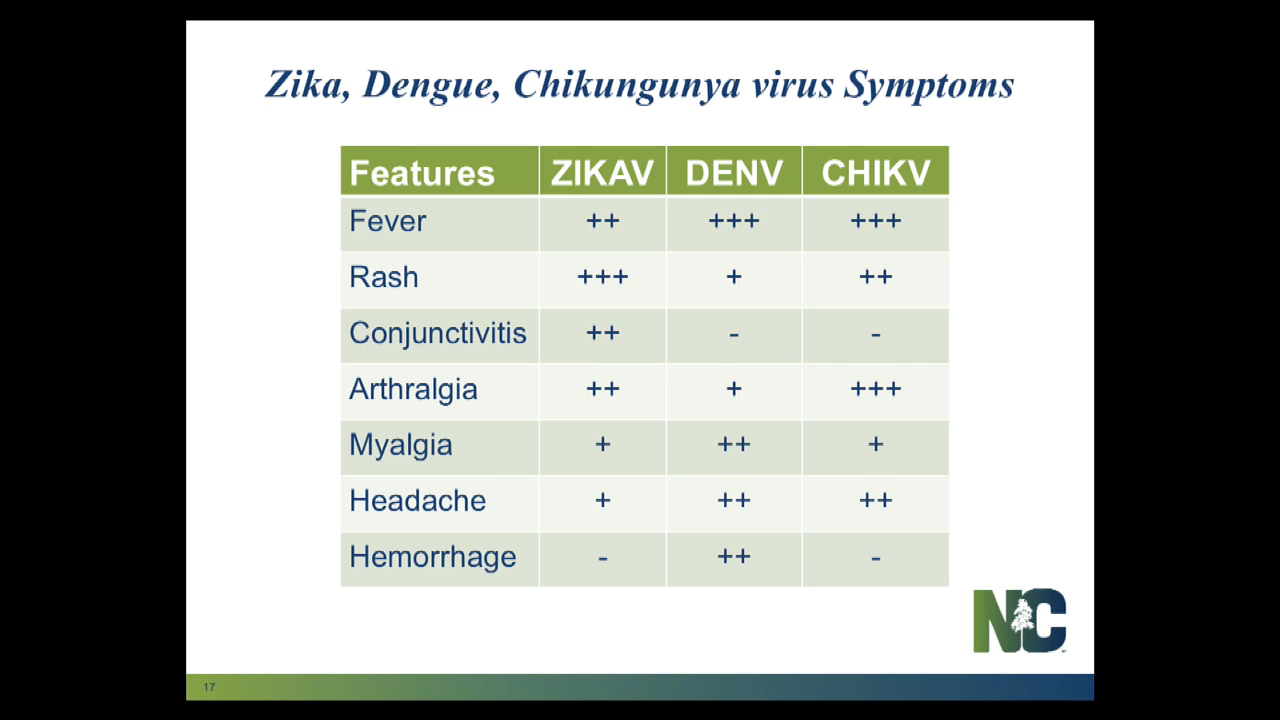 Zika, Dengue, Chikungunya virus Symptoms
Features ZIKAV DENV CHIKV
Fever ++ +++ +++
Rash +++ + ++
Conjunctivitis ++ - -
Arthralgia ++ + +++
Myalgia + ++ +
Headache + ++ ++
Hemorrhage - ++ -
NC
17